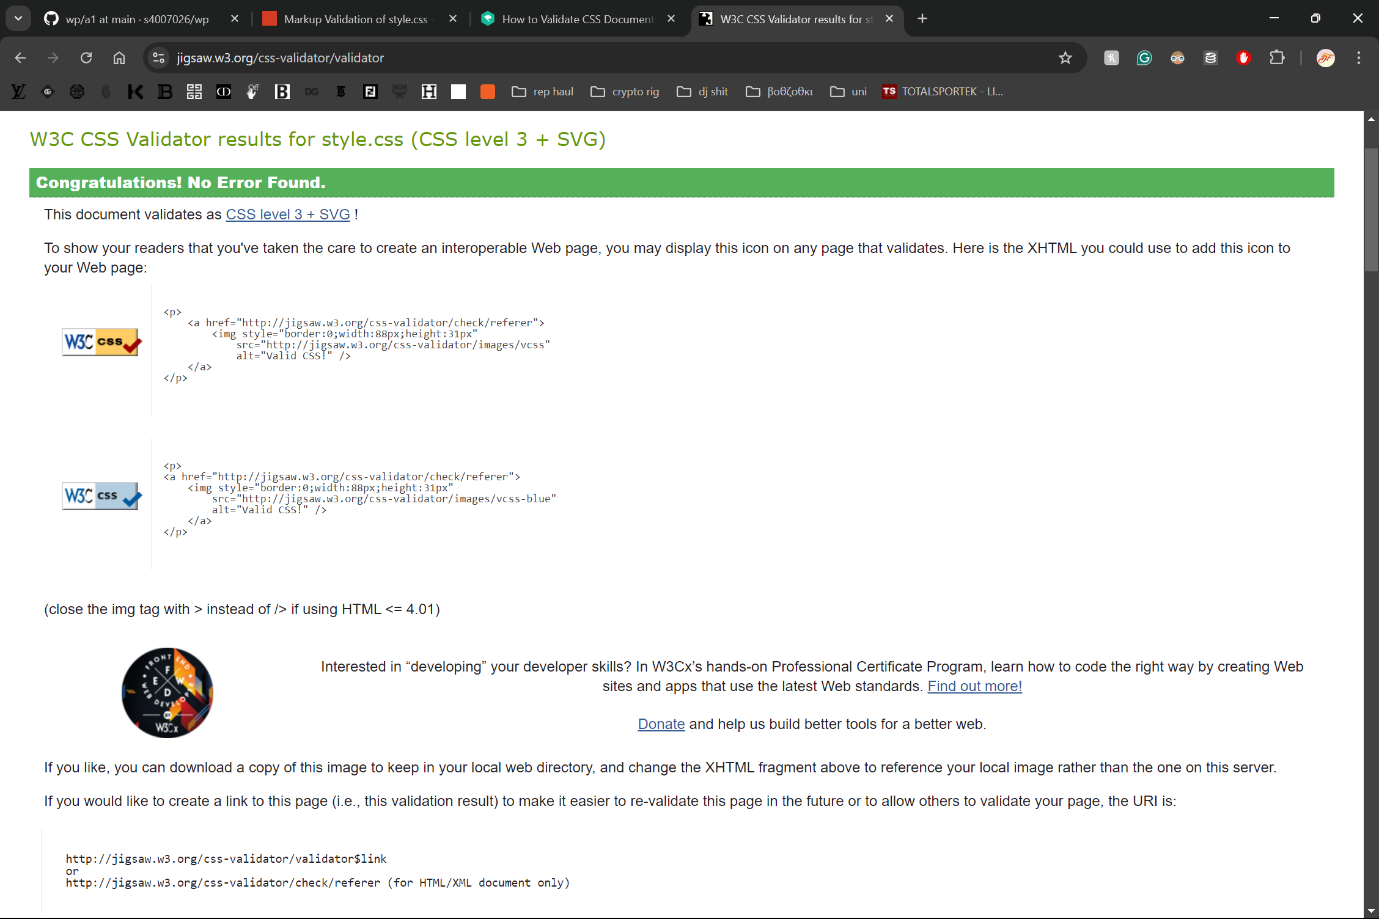 wp/a1 at main · s4007026/wp
Markup Validation of style.css -
How to Validate CSS Document
W3C CSS Validator results for st
jigsaw.w3.org/css-validator/validator
rep haul
crypto rig
dj shit
βοθζοθκι
uni
TS TOTALSPORTEK - LI...
W3C CSS Validator results for style.css (CSS level 3 + SVG)
Congratulations! No Error Found.
This document validates as CSS level 3 + SVG !
To show your readers that you've taken the care to create an interoperable Web page, you may display this icon on any page that validates. Here is the XHTML you could use to add this icon to
your Web page:
W3C css
<p>
<a href="http://jigsaw.w3.org/css-validator/check/referer">
<img style="border:0;width:88px;height:31px"
src="http://jigsaw.w3.org/css-validator/images/vcss"
alt="Valid CSS!" />
</a>
</p>
W3C css
<p>
<a href="http://jigsaw.w3.org/css-validator/check/referer">
<img style="border:0;width:88px;height:31px"
src="http://jigsaw.w3.org/css-validator/images/vcss-blue"
alt="Valid CSS!" />
</a>
</p>
(close the img tag with > instead of /> if using HTML <= 4.01)
FRONT END
F E W D
WEB DEVELOPER
W3Cx
Interested in “developing” your developer skills? In W3Cx’s hands-on Professional Certificate Program, learn how to code the right way by creating Web
sites and apps that use the latest Web standards. Find out more!
Donate and help us build better tools for a better web.
If you like, you can download a copy of this image to keep in your local web directory, and change the XHTML fragment above to reference your local image rather than the one on this server.
If you would like to create a link to this page (i.e., this validation result) to make it easier to re-validate this page in the future or to allow others to validate your page, the URI is:
http://jigsaw.w3.org/css-validator/validator$link
or
http://jigsaw.w3.org/css-validator/check/referer (for HTML/XML document only)